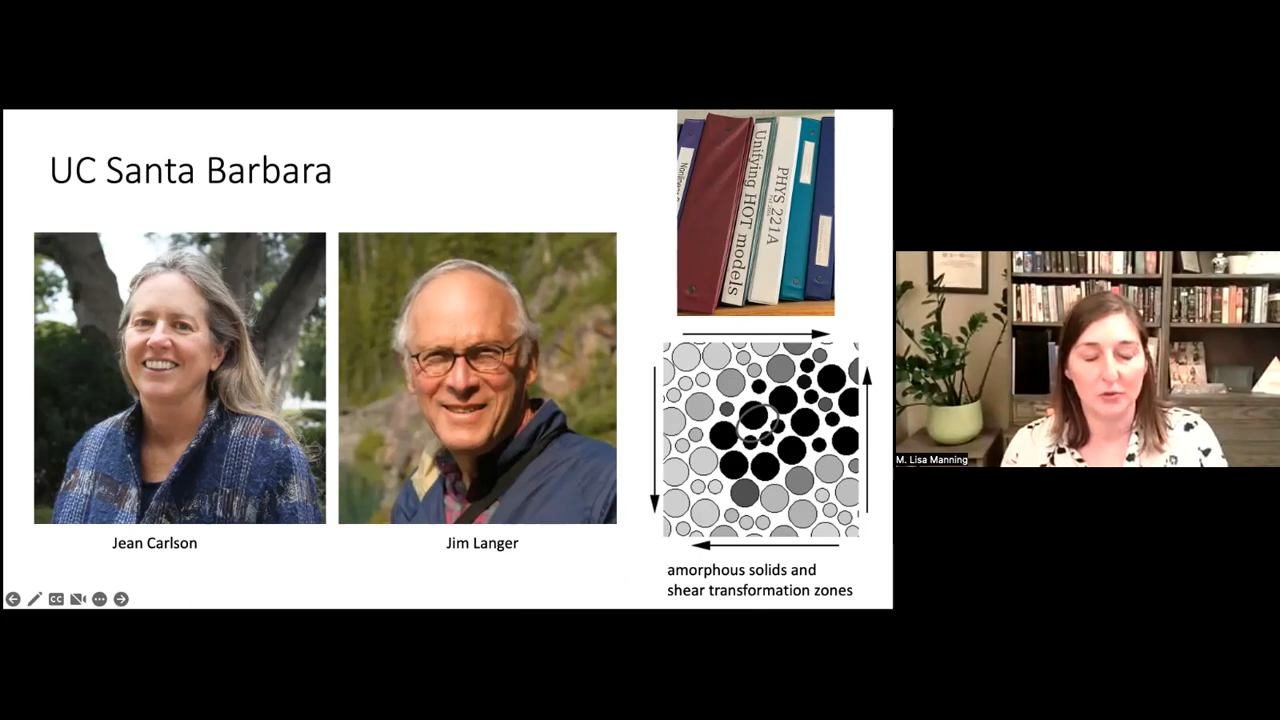 UC Santa Barbara
Unifying HOT models
PHYS 221A
Jean Carlson
Jim Langer
amorphous solids and
shear transformation zones
CC
M. Lisa Manning